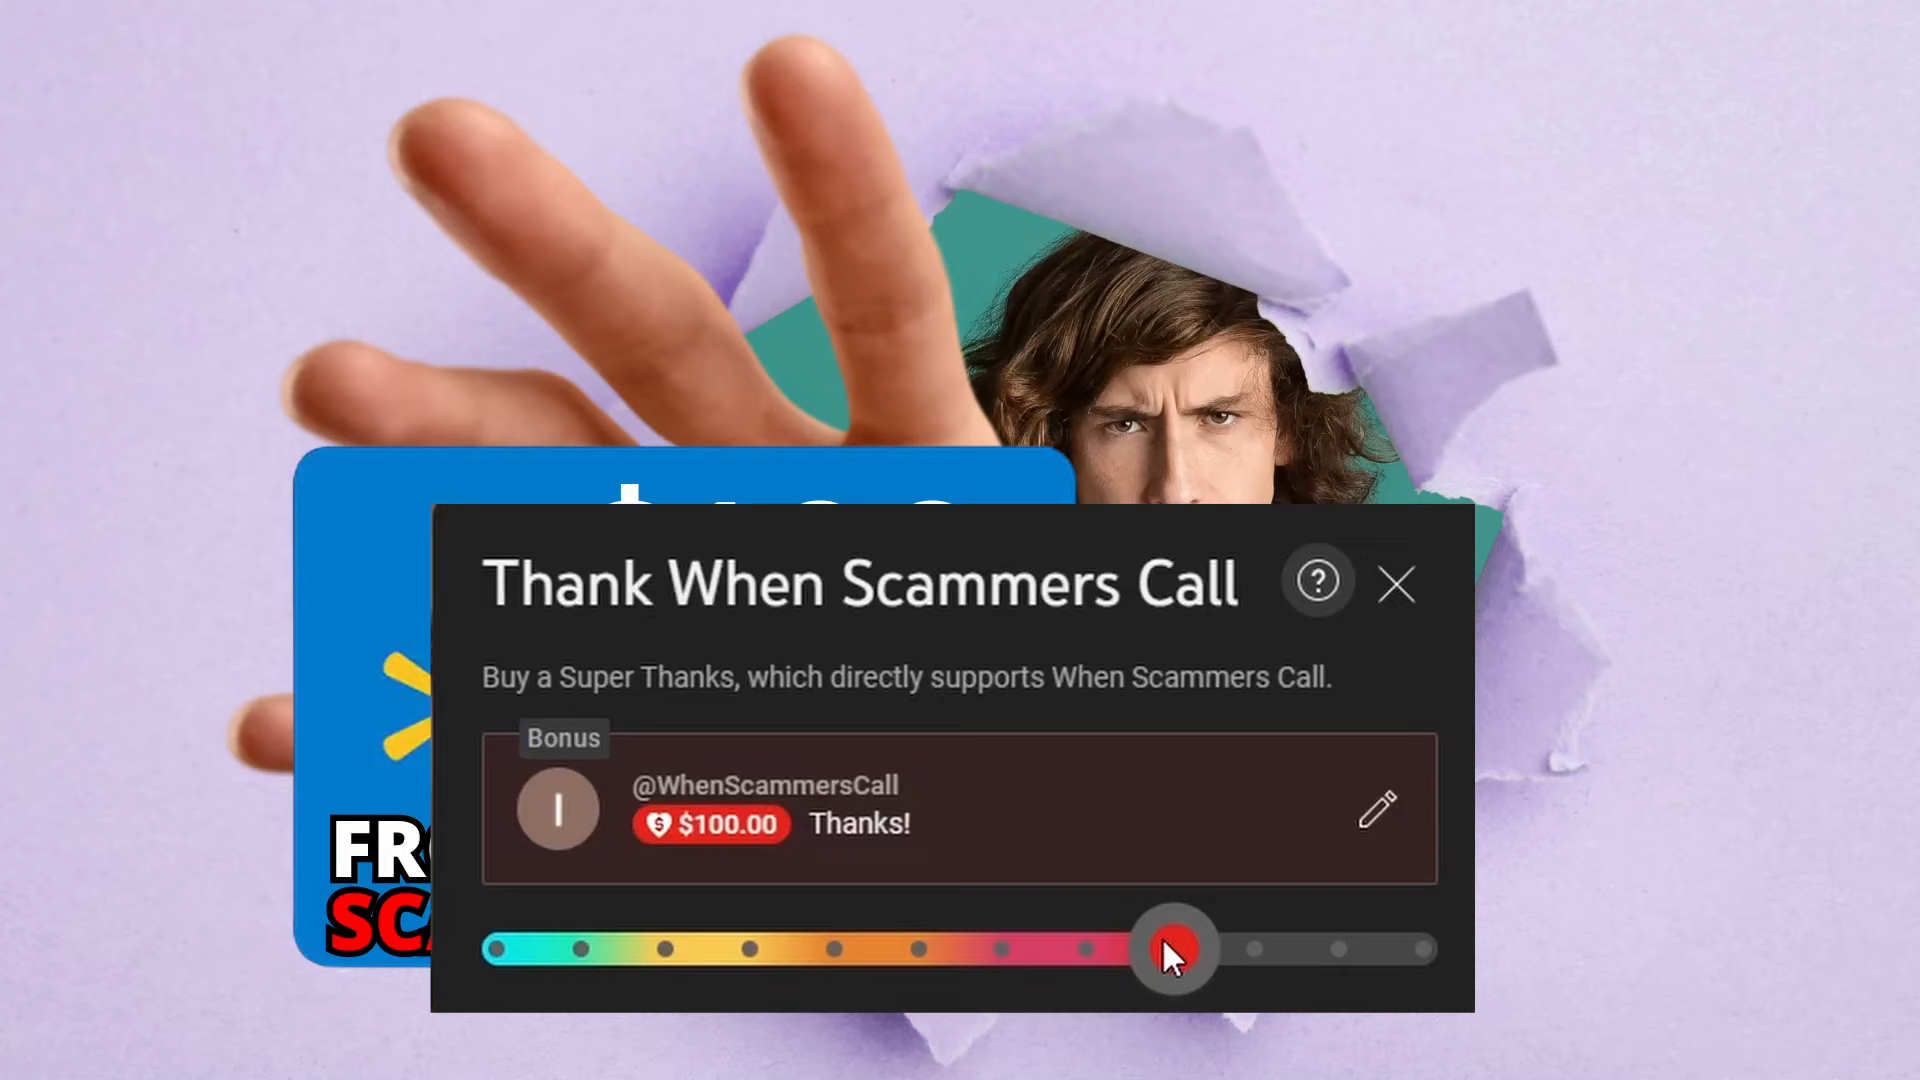 Thank When Scammers Call
Buy a Super Thanks, which directly supports When Scammers Call.
Bonus
I
@WhenScammersCall
$100.00 Thanks!